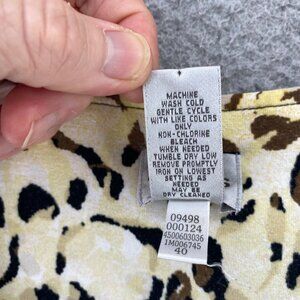 MACHINE
WASH COLD
GENTLE CYCLE
WITH LIKE COLORS
ONLY
NON-CHLORINE
BLEACH
WHEN NEEDED
TUMBLE DRY LOW
REMOVE PROMPTLY
IRON ON LOWEST
SETTING AS
NEEDED
MAY BE
DRY CLEANED
09498
000124
4500603036
1M006745
40